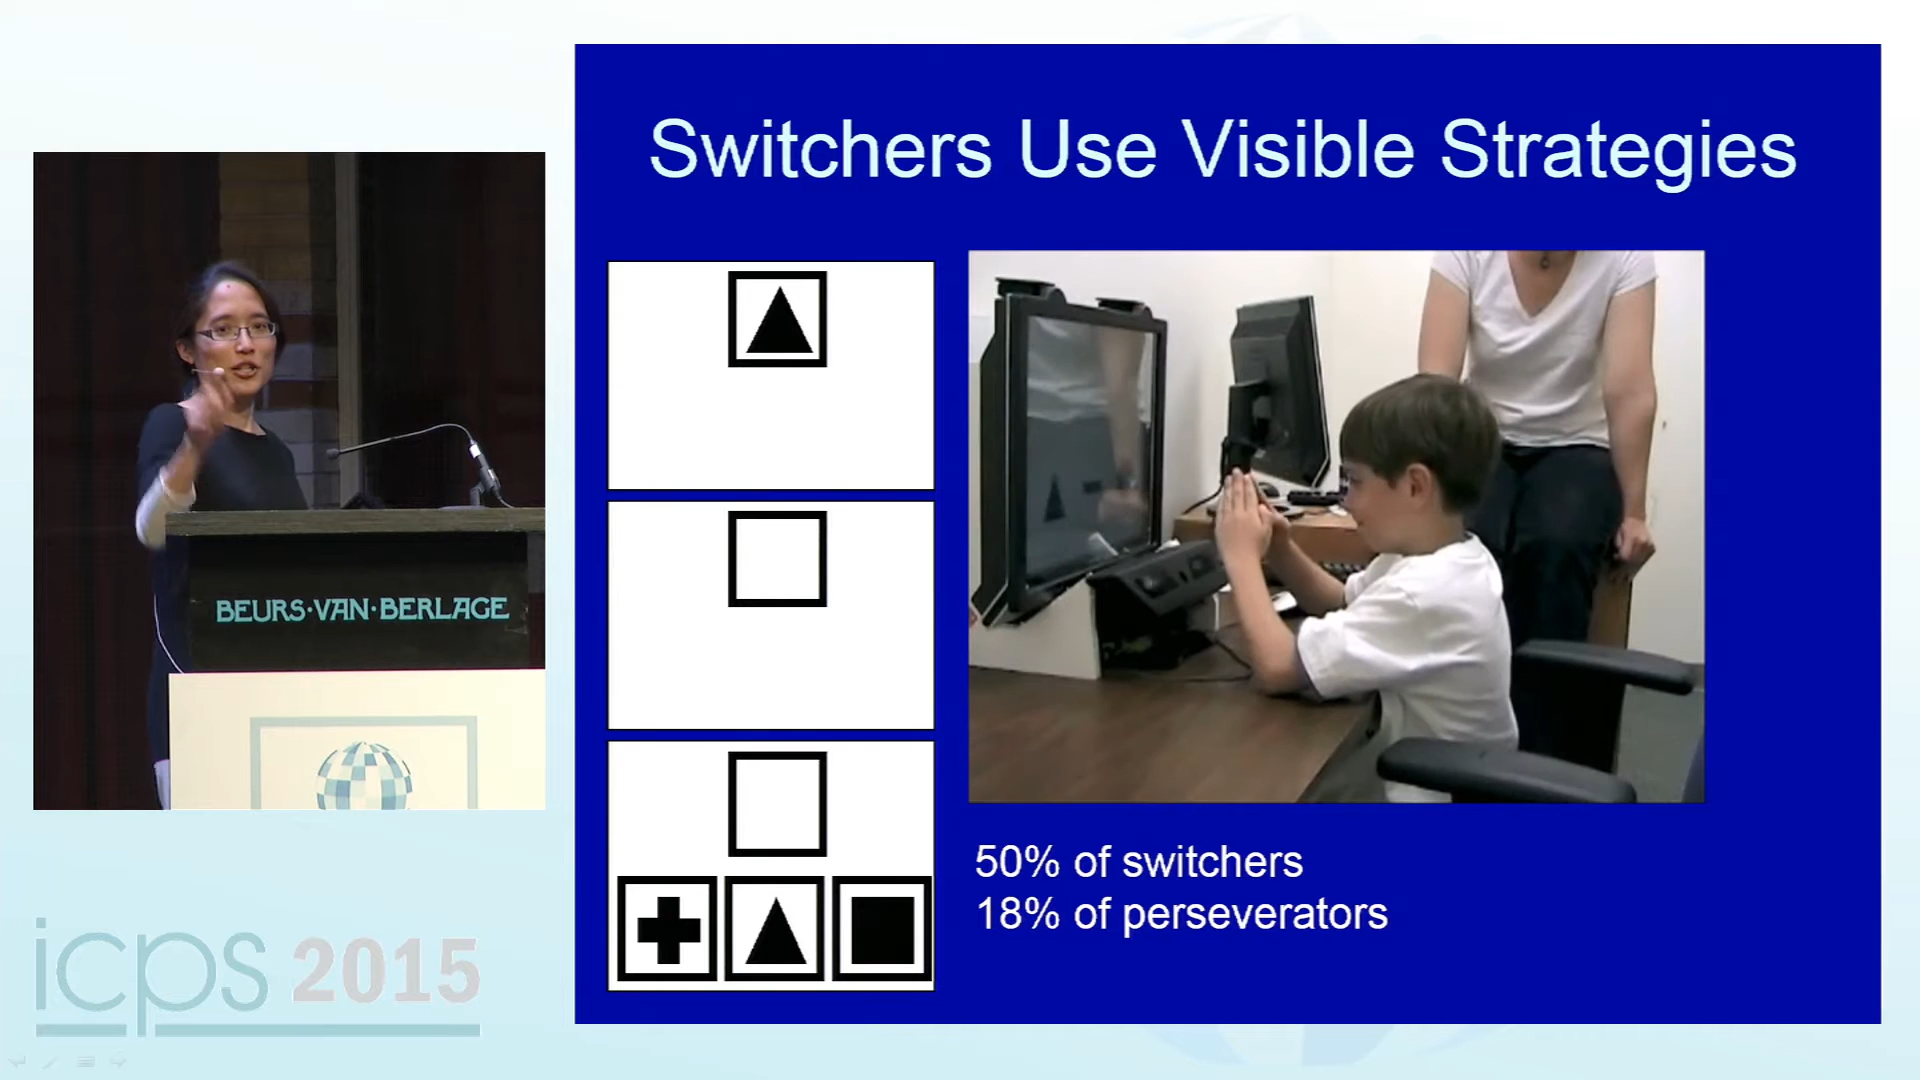 Switchers Use Visible Strategies
BEURS·VAN·BERLAGE
50% of switchers
18% of perseverators
icps 2015